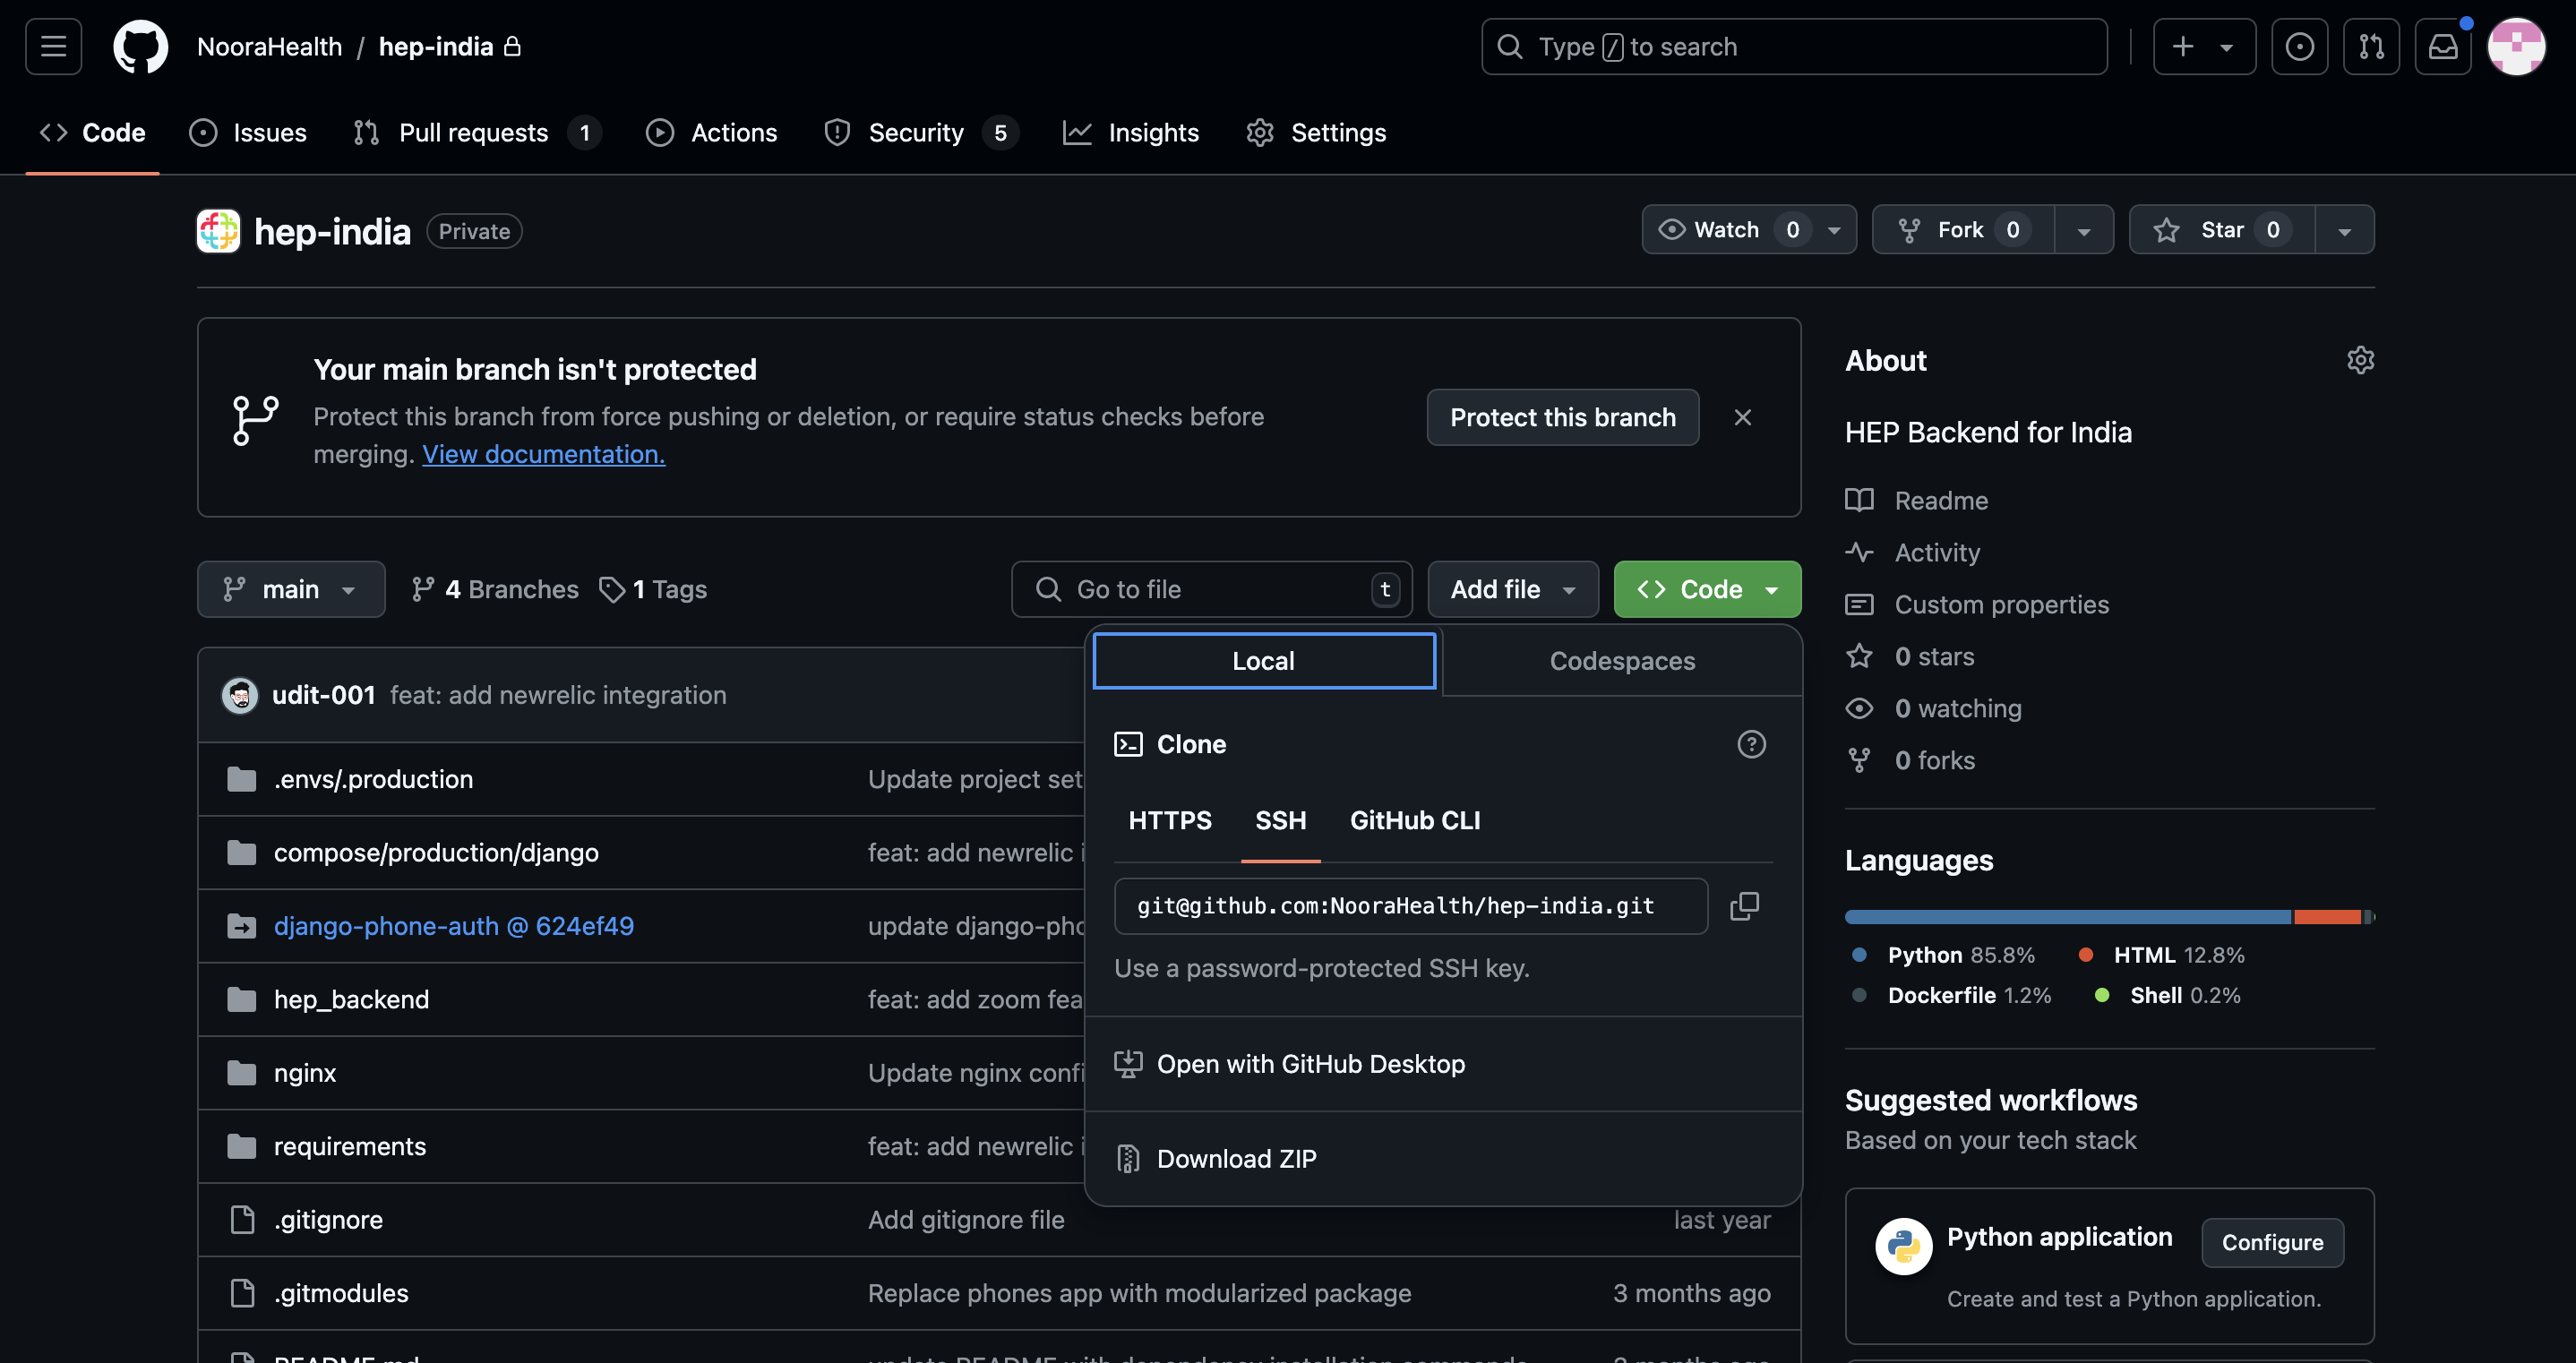 NooraHealth / hep-india
Type / to search
Code
Issues
Pull requests 1
Actions
Security 5
Insights
Settings
hep-india Private
Watch 0
Fork 0
Star 0
Your main branch isn't protected
Protect this branch from force pushing or deletion, or require status checks before
merging. View documentation.
Protect this branch
main
4 Branches
1 Tags
Go to file t
Add file
Code
udit-001 feat: add newrelic integration
.envs/.production Update project set
compose/production/django feat: add newrelic i
django-phone-auth @ 624ef49 update django-pho
hep_backend feat: add zoom fea
nginx Update nginx confi
requirements feat: add newrelic i
.gitignore Add gitignore file last year
.gitmodules Replace phones app with modularized package 3 months ago
Local
Codespaces
Clone
HTTPS
SSH
GitHub CLI
git@github.com:NooraHealth/hep-india.git
Use a password-protected SSH key.
Open with GitHub Desktop
Download ZIP
About
HEP Backend for India
Readme
Activity
Custom properties
0 stars
0 watching
0 forks
Languages
Python 85.8%
HTML 12.8%
Dockerfile 1.2%
Shell 0.2%
Suggested workflows
Based on your tech stack
Python application
Configure
Create and test a Python application.